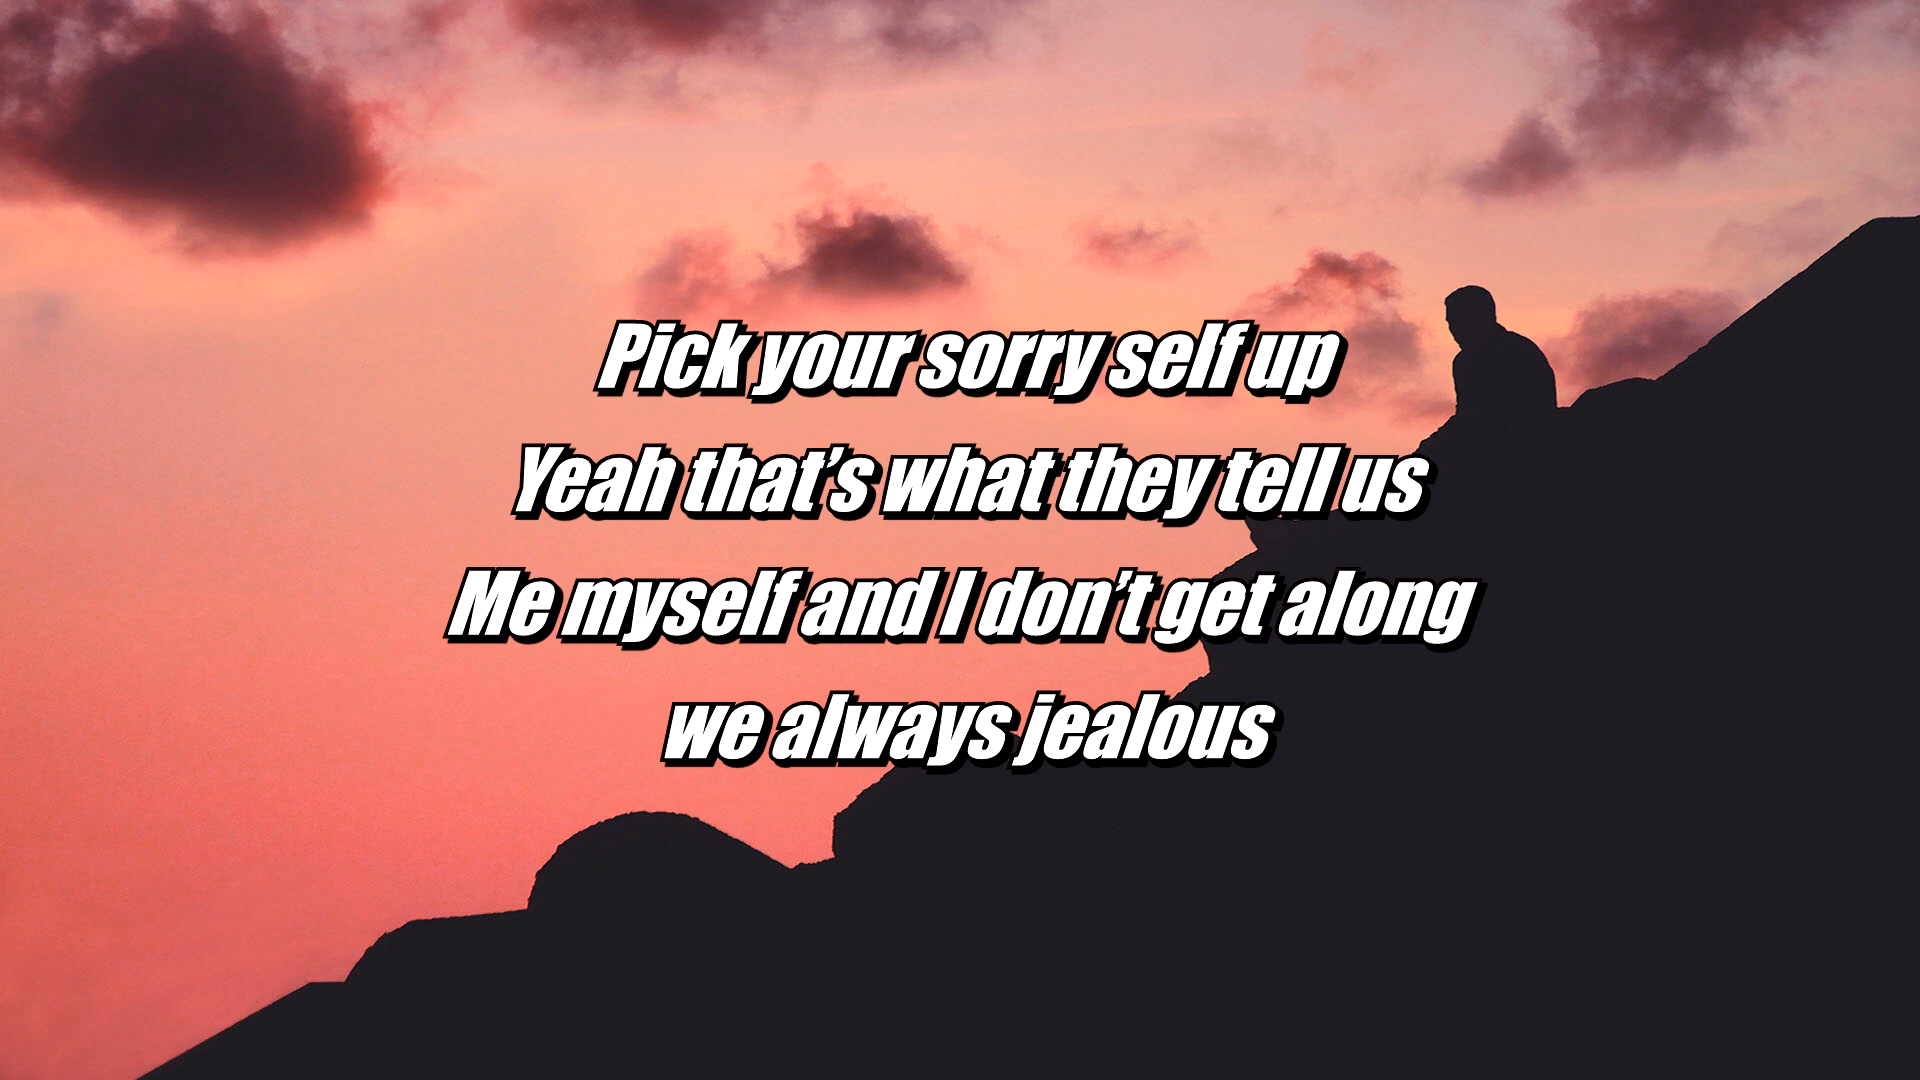 Pick your sorry self up
Yeah that’s what they tell us
Me myself and I don’t get along
we always jealous